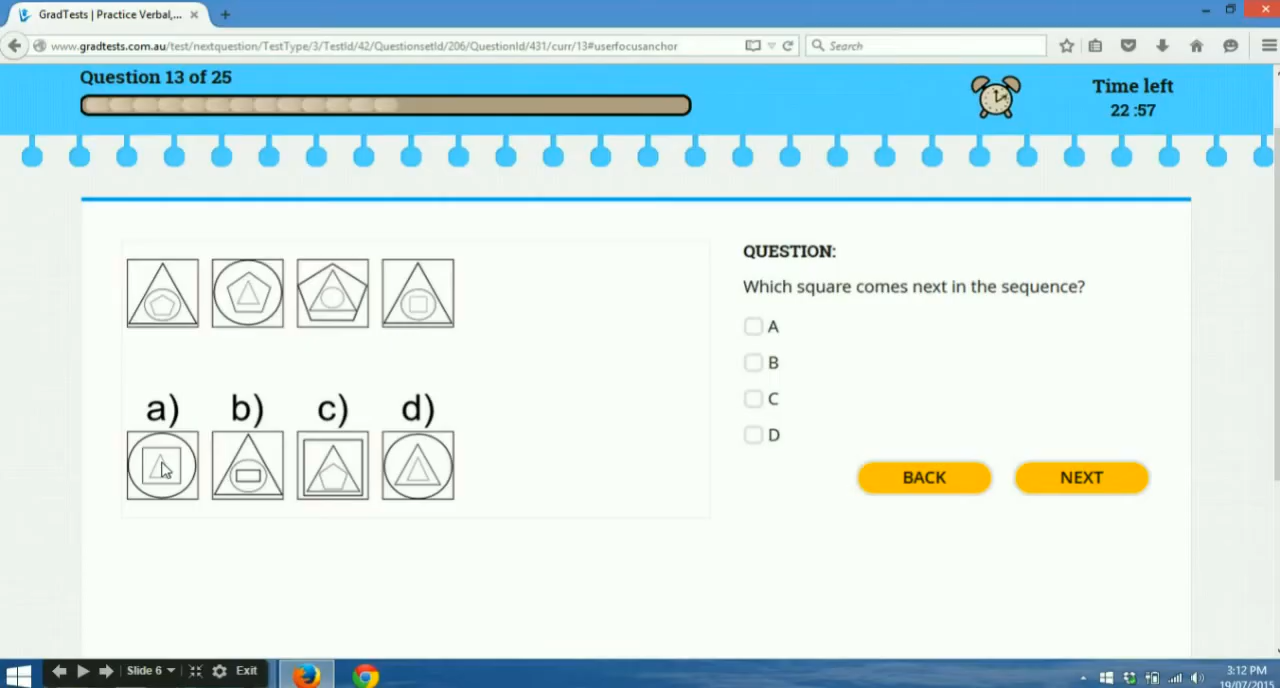 GradTests | Practice Verbal,...
www.gradtests.com.au/test/nextquestion/TestType/3/TestId/42/QuestionsetId/206/QuestionId/431/curr/13#userfocusanchor
Search
Question 13 of 25
Time left
22 :57
QUESTION:
Which square comes next in the sequence?
A
B
C
D
a) b) c) d)
BACK NEXT
Slide 6 Exit
3:12 PM
19/07/2015